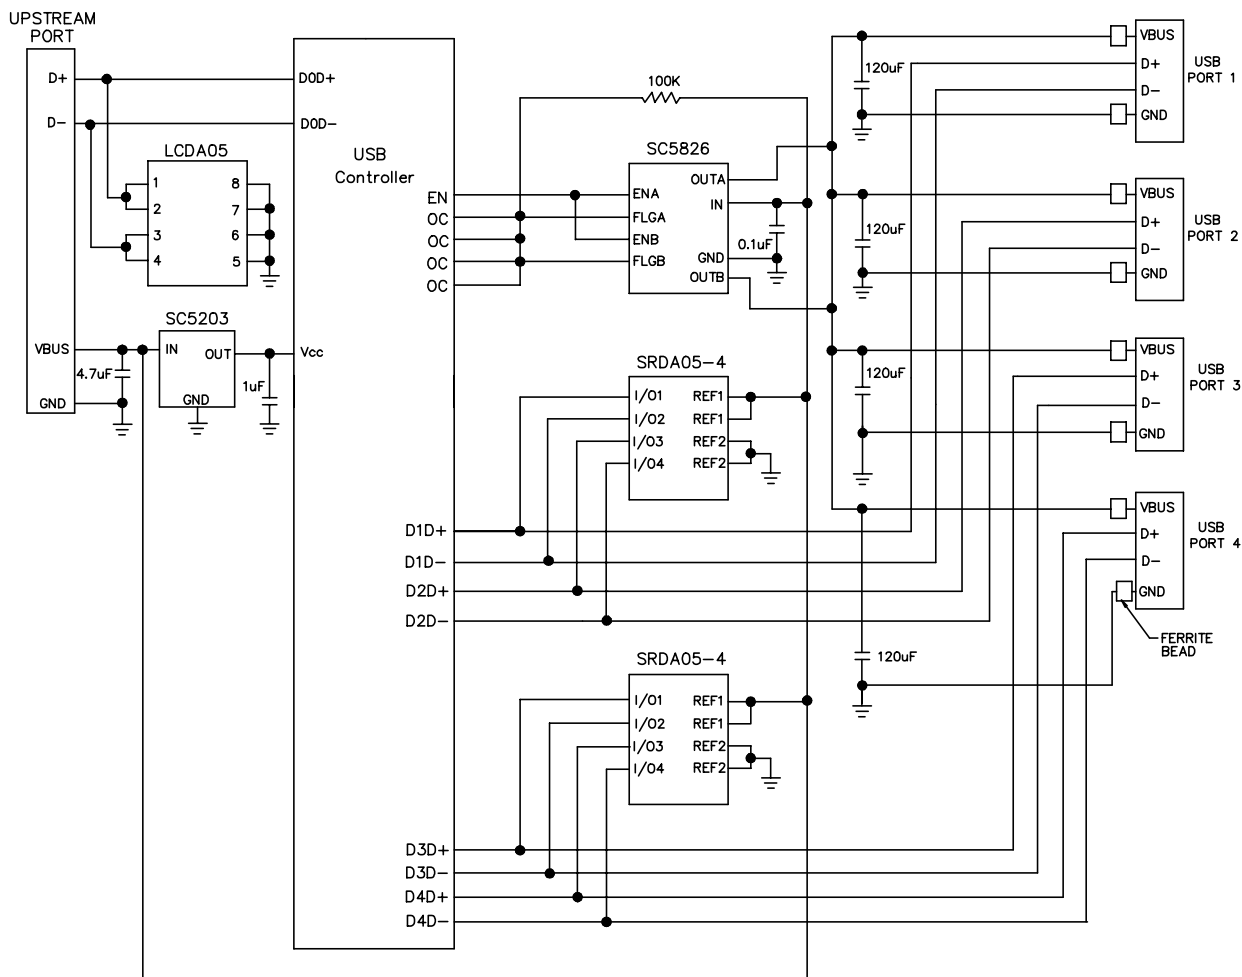 UPSTREAM
PORT
D+
D-
VBUS
GND
4.7uF
LCDA05
1
2
3
4
8
7
6
5
SC5203
IN
OUT
GND
1uF
USB
Controller
D0D+
D0D-
Vcc
EN
OC
OC
OC
OC
D1D+
D1D-
D2D+
D2D-
D3D+
D3D-
D4D+
D4D-
100K
SC5826
ENA
FLGA
ENB
FLGB
OUTA
IN
GND
OUTB
0.1uF
SRDA05-4
I/O1
I/O2
I/O3
I/O4
REF1
REF1
REF2
REF2
SRDA05-4
I/O1
I/O2
I/O3
I/O4
REF1
REF1
REF2
REF2
120uF
VBUS
D+
D-
GND
USB
PORT 1
120uF
VBUS
D+
D-
GND
USB
PORT 2
120uF
VBUS
D+
D-
GND
USB
PORT 3
120uF
VBUS
D+
D-
GND
USB
PORT 4
FERRITE
BEAD